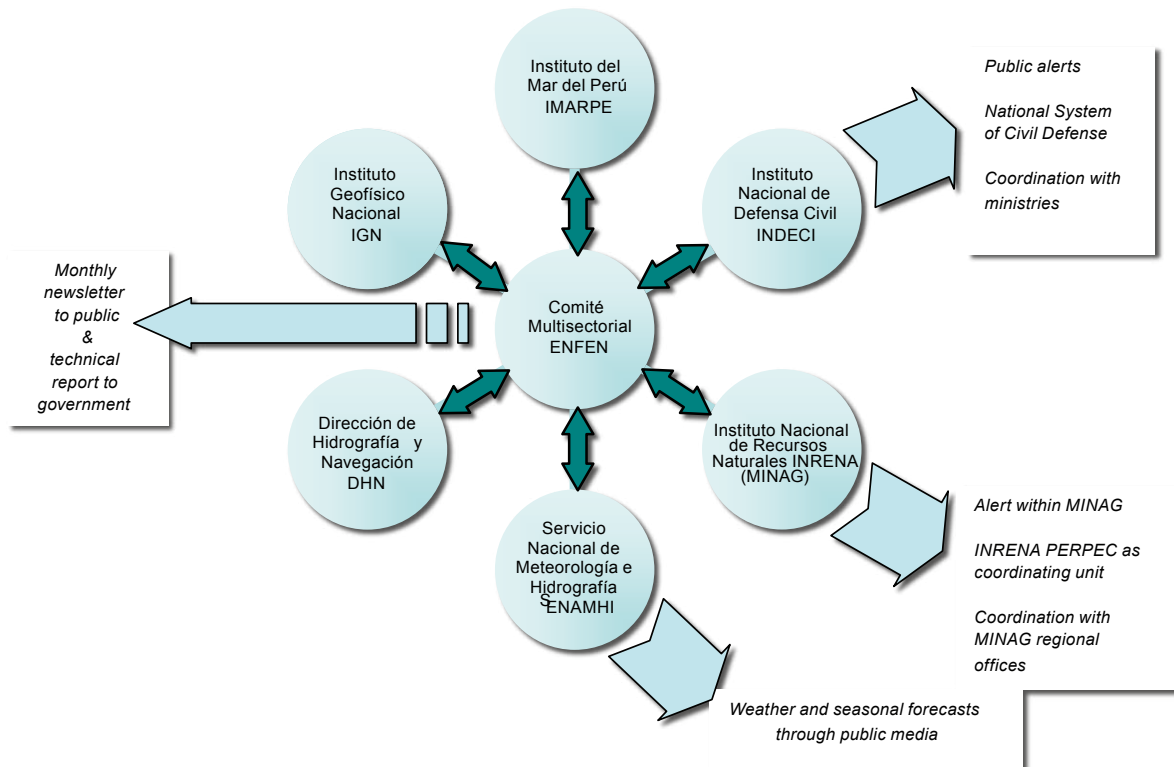 Instituto del
Mar del Perú
IMARPE
Public alerts
National System
of Civil Defense
Coordination with
ministries
Instituto
Geofísico
Nacional
IGN
Instituto
Nacional de
Defensa Civil
INDECI
Monthly
newsletter
to public
&
technical
report to
government
Comité
Multisectorial
ENFEN
Dirección de
Hidrografía y
Navegación
DHN
Instituto Nacional
de Recursos
Naturales INRENA
(MINAG)
Servicio
Nacional de
Meteorología e
Hidrografía
SENAMHI
Alert within MINAG
INRENA PERPEC as
coordinating unit
Coordination with
MINAG regional
offices
Weather and seasonal forecasts
through public media